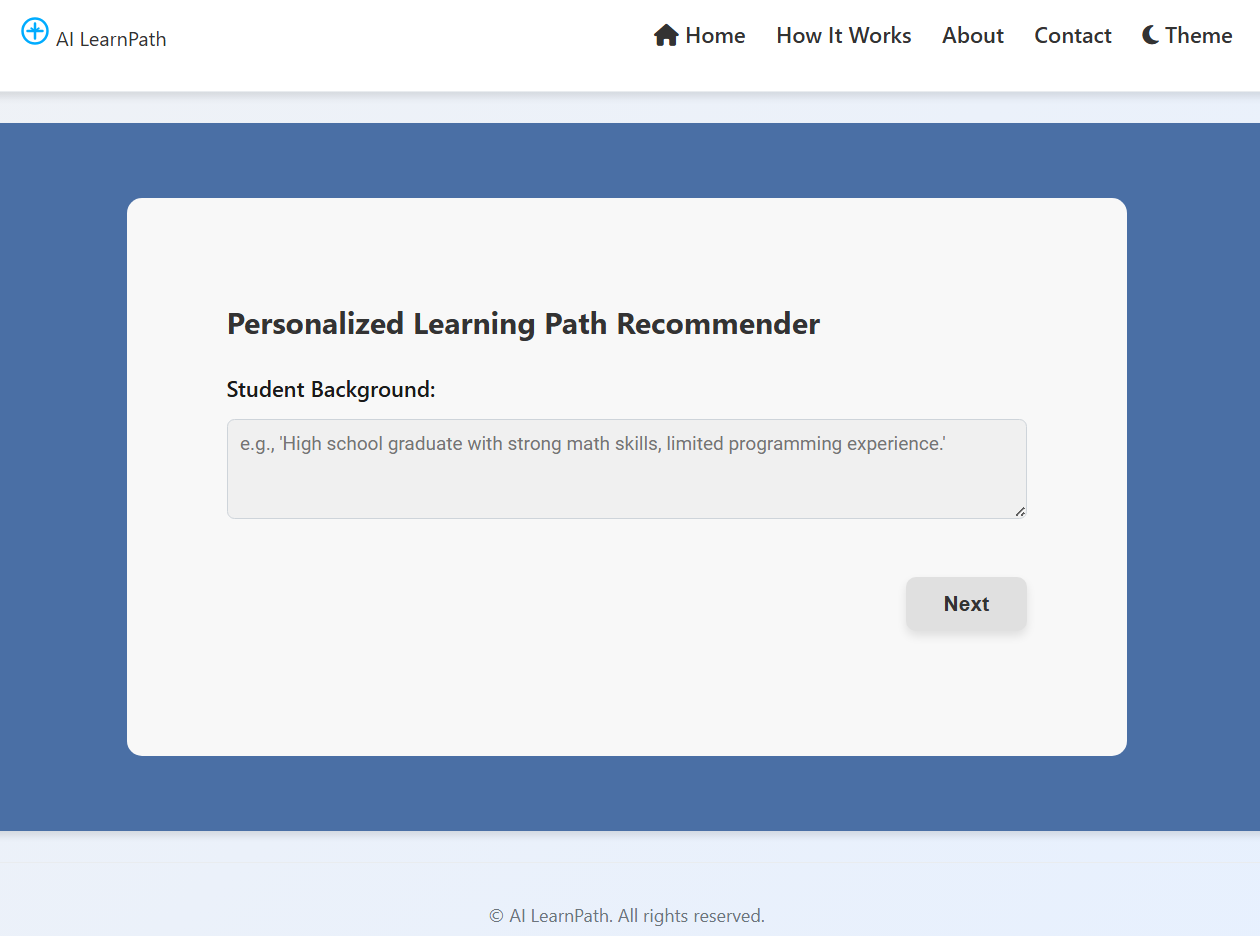 AI LearnPath
Home How It Works About Contact Theme
Personalized Learning Path Recommender
Student Background:
e.g., 'High school graduate with strong math skills, limited programming experience.'
Next
© AI LearnPath. All rights reserved.